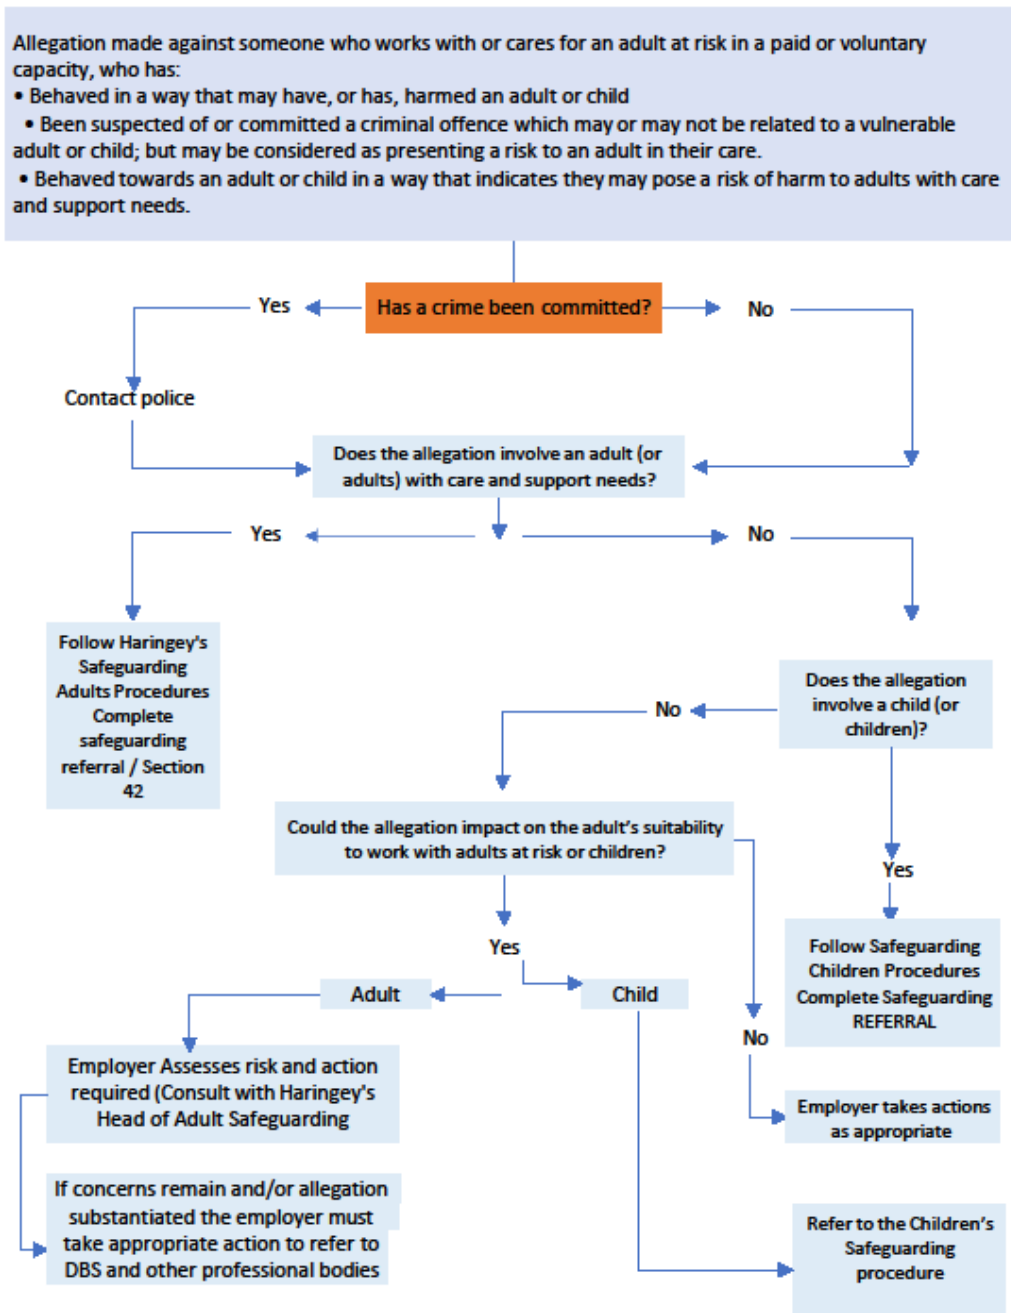 Allegation made against someone who works with or cares for an adult at risk in a paid or voluntary
capacity, who has:
• Behaved in a way that may have, or has, harmed an adult or child
• Been suspected of or committed a criminal offence which may or may not be related to a vulnerable
adult or child; but may be considered as presenting a risk to an adult in their care.
• Behaved towards an adult or child in a way that indicates they may pose a risk of harm to adults with care
and support needs.
Yes
Has a crime been committed?
No
Contact police
Does the allegation involve an adult (or
adults) with care and support needs?
Yes
No
Follow Haringey's
Safeguarding
Adults Procedures
Complete
safeguarding
referral / Section
42
Does the allegation
involve a child (or
children)?
No
Could the allegation impact on the adult's suitability
to work with adults at risk or children?
Yes
Follow Safeguarding
Children Procedures
Complete Safeguarding
REFERRAL
Yes
Adult
Child
No
Employer Assesses risk and action
required (Consult with Haringey's
Head of Adult Safeguarding
Employer takes actions
as appropriate
If concerns remain and/or allegation
substantiated the employer must
take appropriate action to refer to
DBS and other professional bodies
Refer to the Children's
Safeguarding
procedure